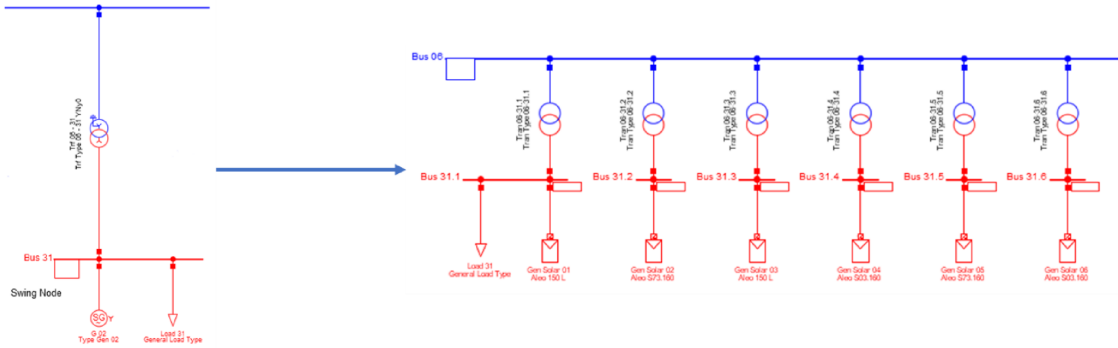 Trf 06 - 31
Trf Type 06 - 31 YNy0
Bus 31
Swing Node
SG
G 02
Type Gen 02
Load 31
General Load Type
Bus 06
Tran 06-31.1
Tran Type 06-31.1
Tran 06-31.2
Tran Type 06-31.2
Tran 06-31.3
Tran Type 06-31.3
Tran 06-31.4
Tran Type 06-31.4
Tran 06-31.5
Tran Type 06-31.5
Tran 06-31.6
Tran Type 06-31.6
Bus 31.1
Bus 31.2
Bus 31.3
Bus 31.4
Bus 31.5
Bus 31.6
Load 31
General Load Type
Gen Solar 01
Aleo 150 L
Gen Solar 02
Aleo S73.160
Gen Solar 03
Aleo 150 L
Gen Solar 04
Aleo S03.160
Gen Solar 05
Aleo S73.160
Gen Solar 06
Aleo S03.160